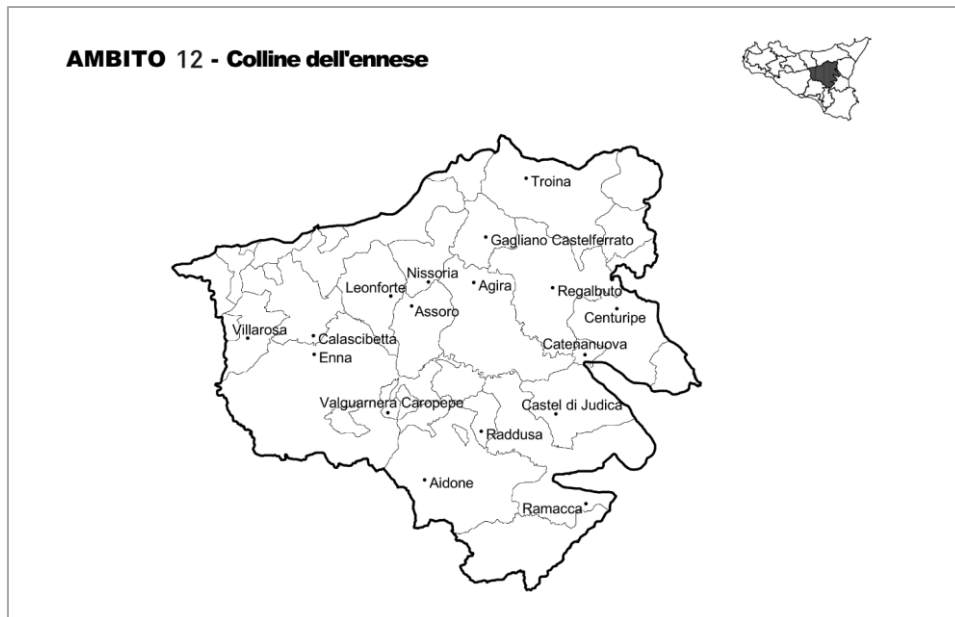 AMBITO 12 - Colline dell'ennese
Troina
Gagliano Castelferrato
Nissoria
Leonforte
Agira
Regalbuto
Assoro
Centuripe
Villarosa
Calascibetta
Catenanuova
Enna
Valguarnera Caropepe
Castel di Judica
Raddusa
Aidone
Ramacca